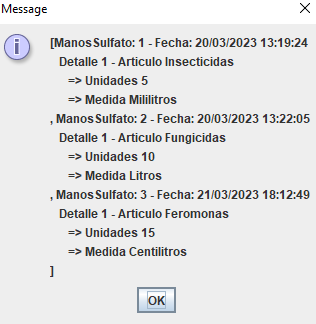 Message
[ManosSulfato: 1 - Fecha: 20/03/2023 13:19:24
Detalle 1 - Articulo Insecticidas
=> Unidades 5
=> Medida Mililitros
, ManosSulfato: 2 - Fecha: 20/03/2023 13:22:05
Detalle 1 - Articulo Fungicidas
=> Unidades 10
=> Medida Litros
, ManosSulfato: 3 - Fecha: 21/03/2023 18:12:49
Detalle 1 - Articulo Feromonas
=> Unidades 15
=> Medida Centilitros
]
OK